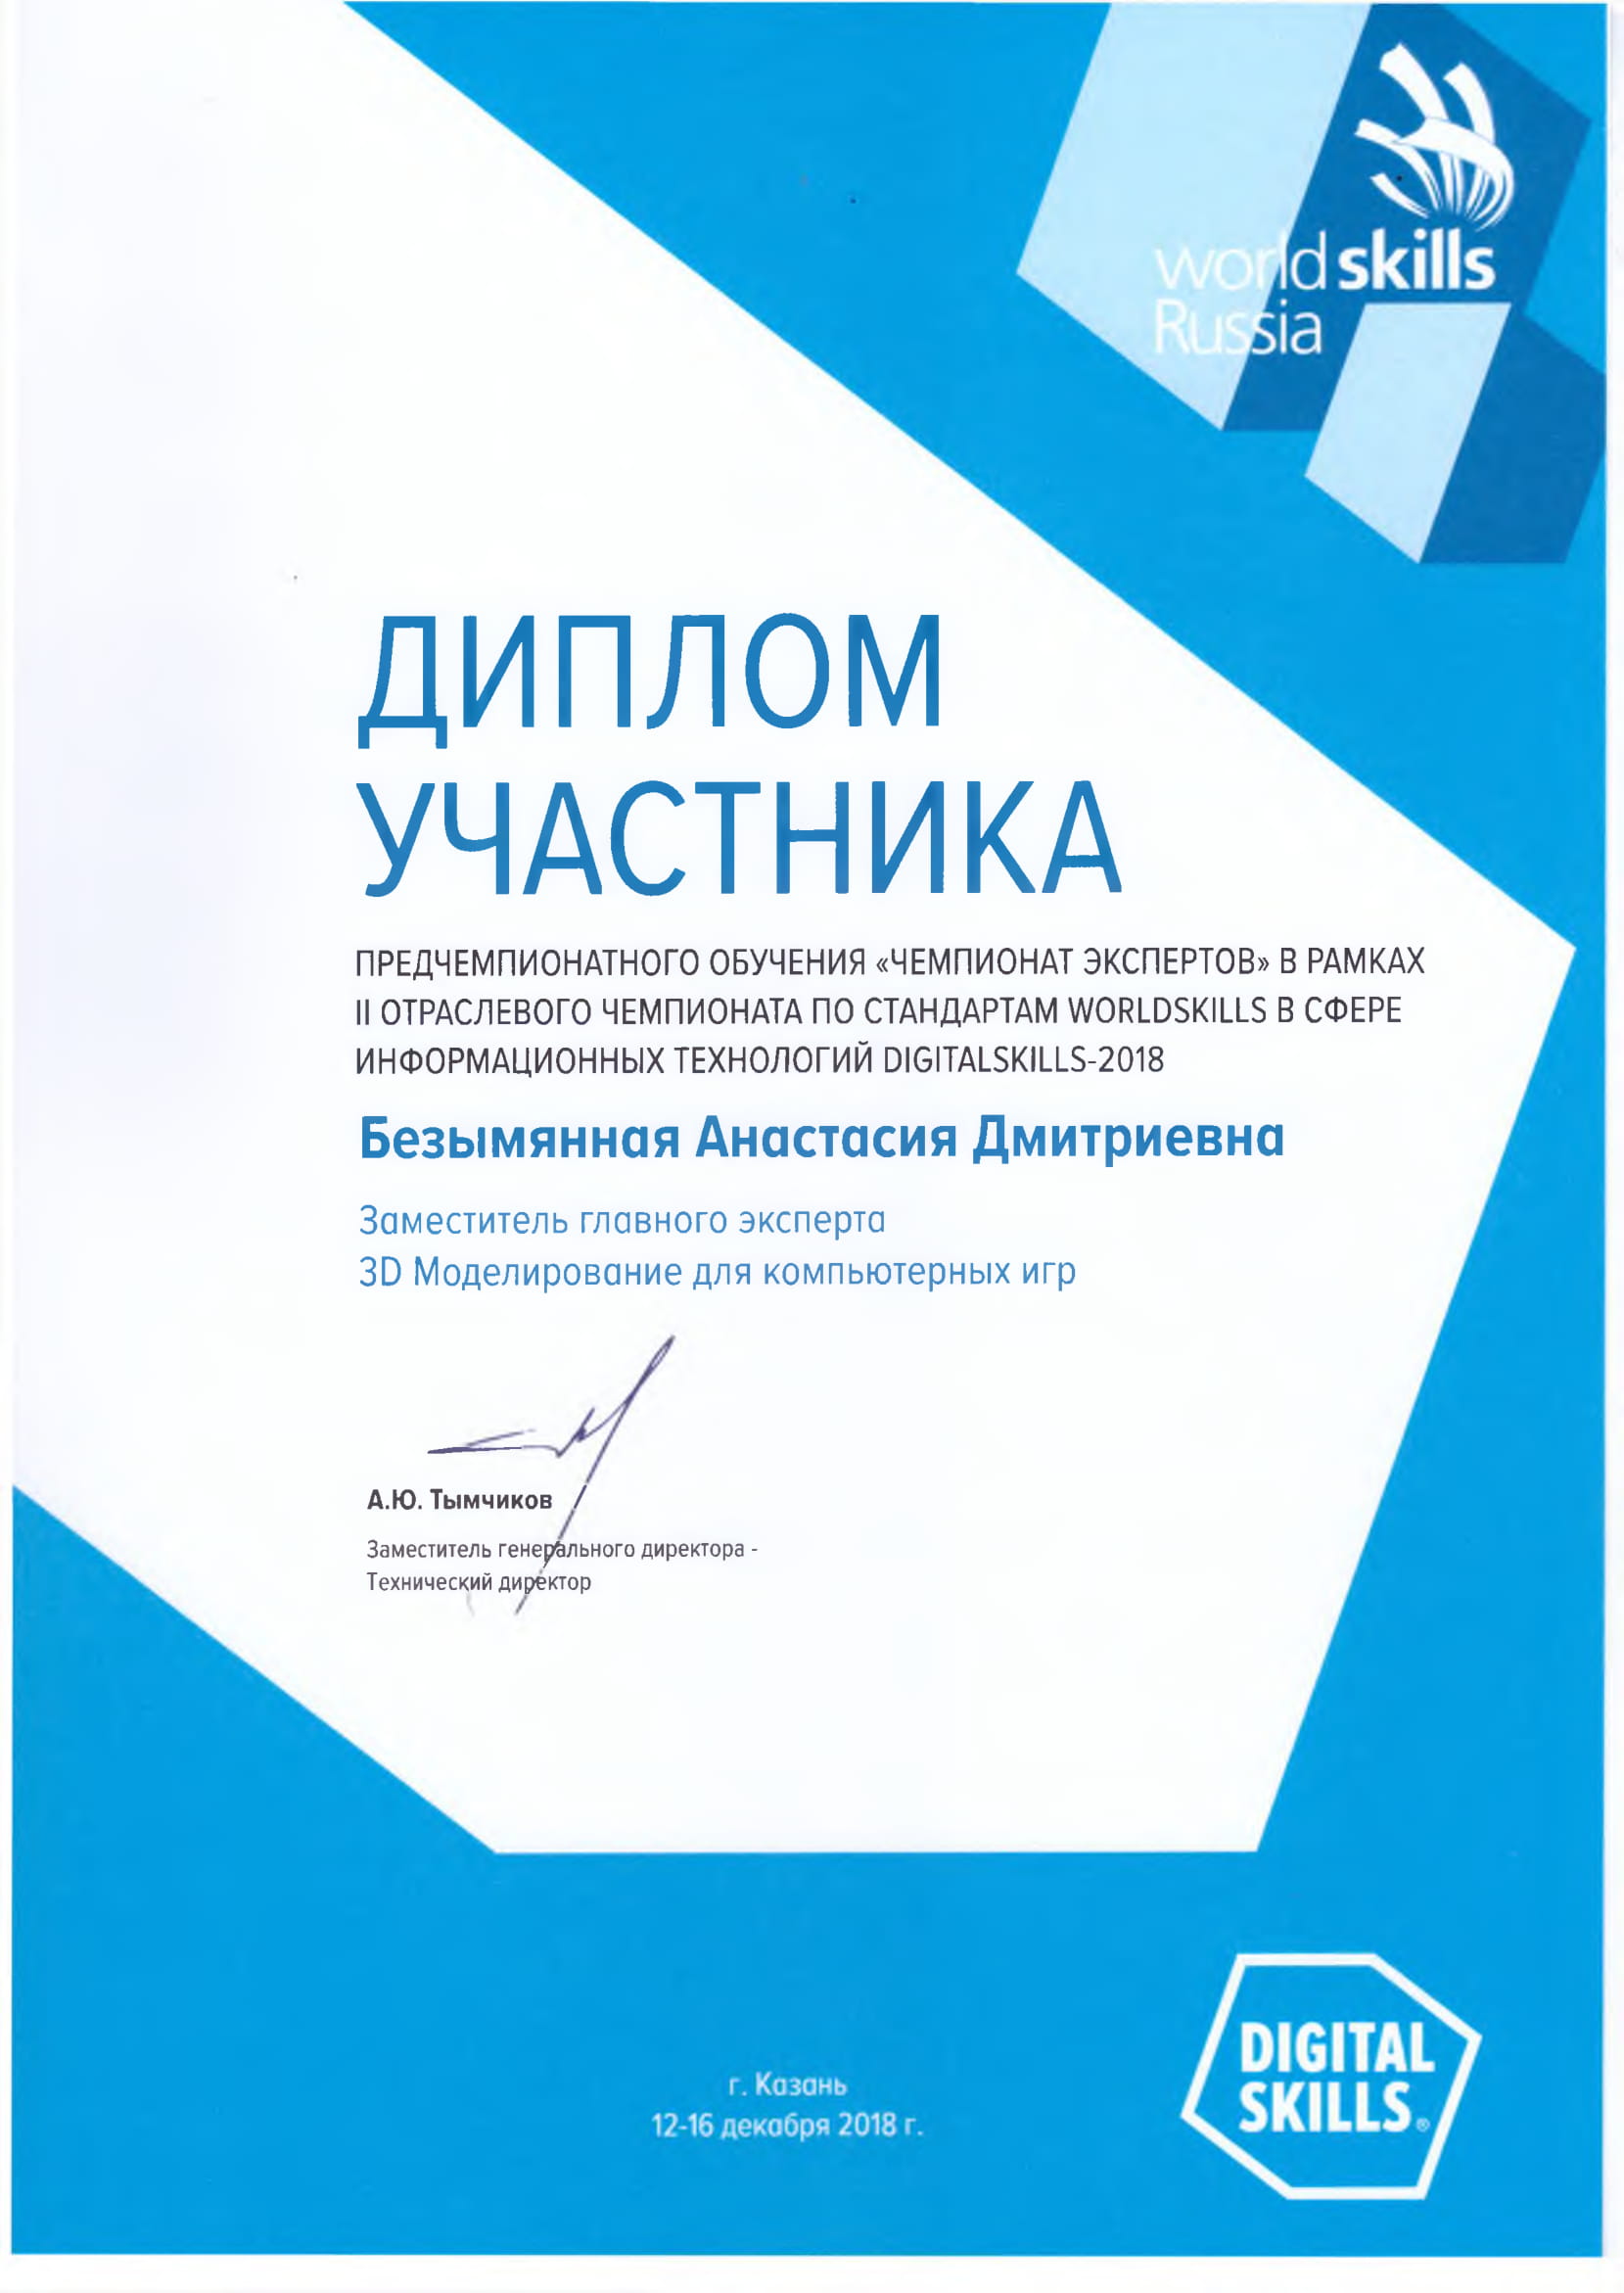 world skills
Russia
ДИПЛОМ
УЧАСТНИКА
ПРЕДЧЕМПИОНАТНОГО ОБУЧЕНИЯ «ЧЕМПИОНАТ ЭКСПЕРТОВ» В РАМКАХ
II ОТРАСЛЕВОГО ЧЕМПИОНАТА ПО СТАНДАРТАМ WORLDSKILLS В СФЕРЕ
ИНФОРМАЦИОННЫХ ТЕХНОЛОГИЙ DIGITALSKILLS-2018
Безымянная Анастасия Дмитриевна
Заместитель главного эксперта
3D Моделирование для компьютерных игр
А.Ю. Тымчиков
Заместитель генерального директора -
Технический директор
г. Казань
12-16 декабря 2018 г.
DIGITAL
SKILLS®